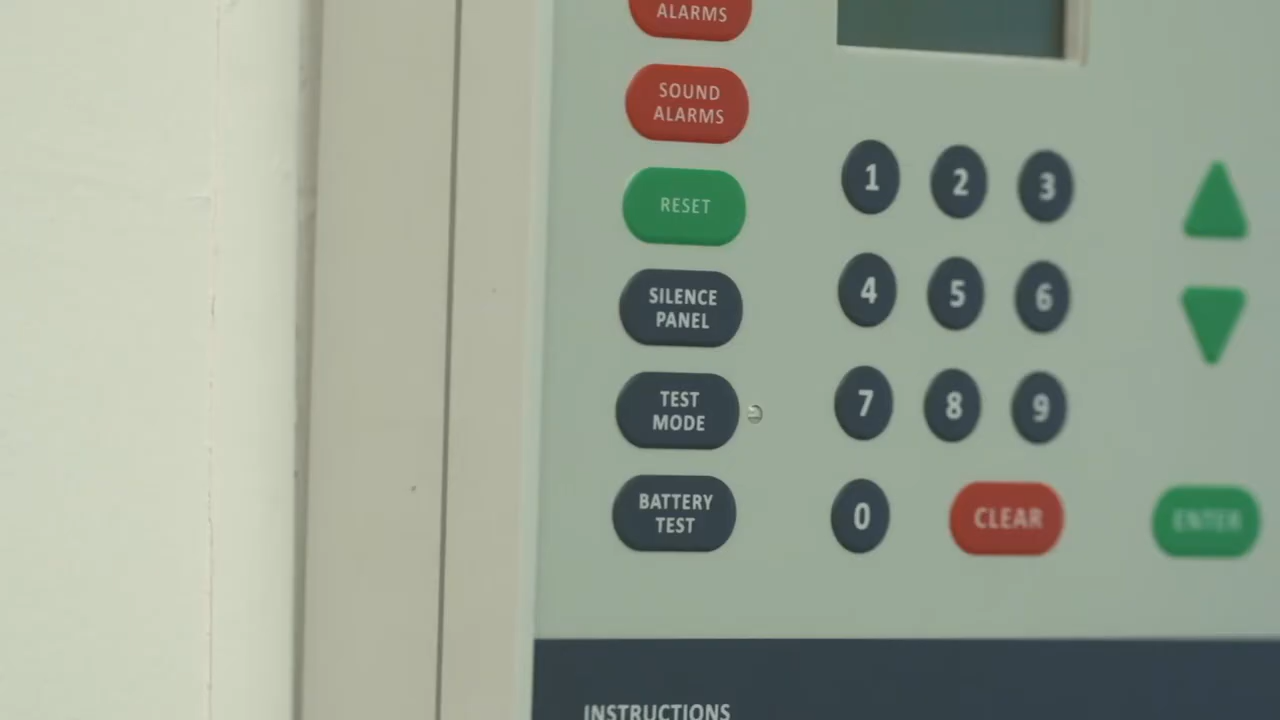 ALARMS
SOUND
ALARMS
RESET
SILENCE
PANEL
TEST
MODE
BATTERY
TEST
1 2 3
4 5 6
7 8 9
0 CLEAR ENTER
INSTRUCTIONS